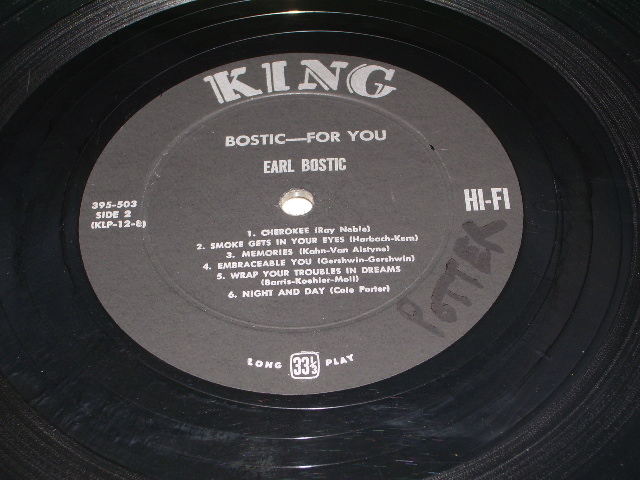 KING
BOSTIC—FOR YOU
EARL BOSTIC
395-503
SIDE 2
(KLP-12-8)
HI-FI
1. CHEROKEE (Ray Noble)
2. SMOKE GETS IN YOUR EYES (Harbach-Kern)
3. MEMORIES (Kahn-Van Alstyne)
4. EMBRACEABLE YOU (Gershwin-Gershwin)
5. WRAP YOUR TROUBLES IN DREAMS
(Barris-Koehler-Moll)
6. NIGHT AND DAY (Cole Porter)
POTTER
LONG 33⅓ PLAY